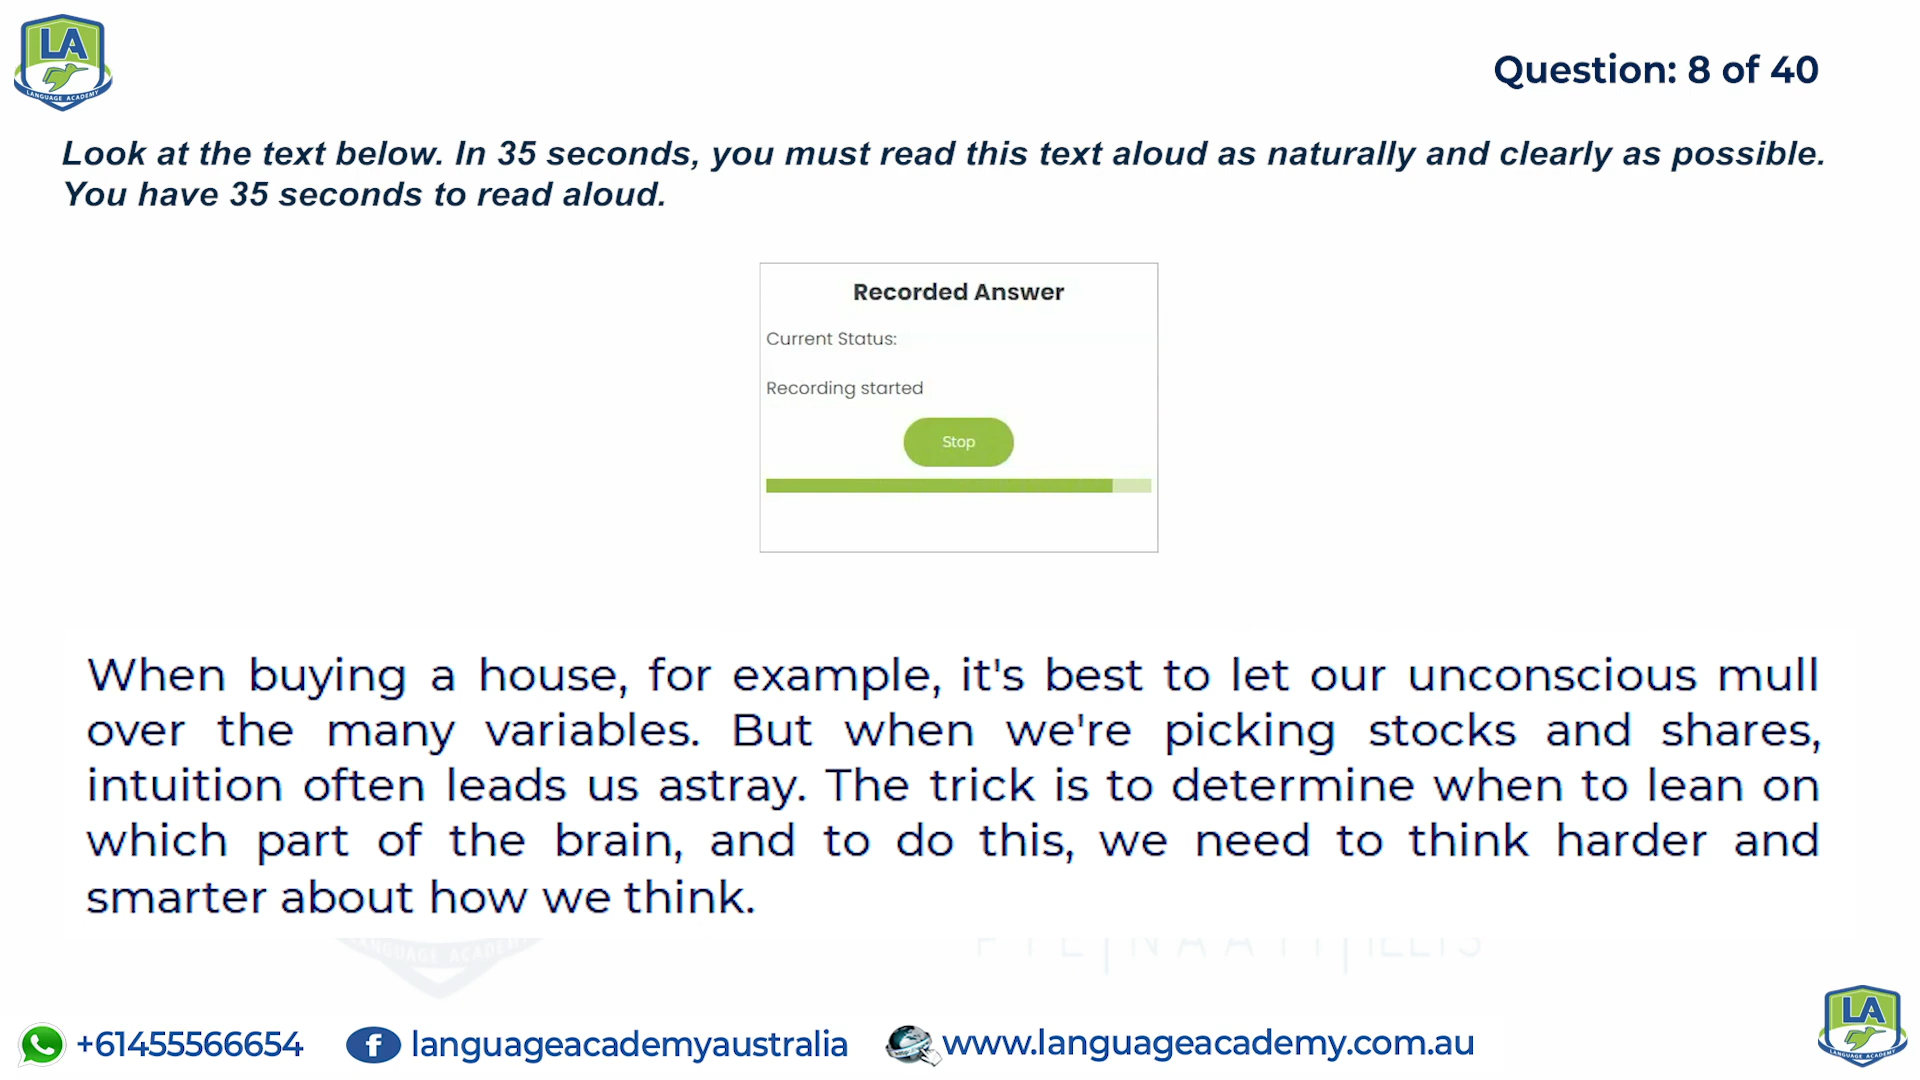 LA
LANGUAGE ACADEMY
Question: 8 of 40
Look at the text below. In 35 seconds, you must read this text aloud as naturally and clearly as possible.
You have 35 seconds to read aloud.
Recorded Answer
Current Status:
Recording started
Stop
When buying a house, for example, it's best to let our unconscious mull
over the many variables. But when we're picking stocks and shares,
intuition often leads us astray. The trick is to determine when to lean on
which part of the brain, and to do this, we need to think harder and
smarter about how we think.
LANGUAGE ACADEMY
PTE | NAATI | IELTS
+61455566654
languageacademyaustralia
www.languageacademy.com.au
LA
LANGUAGE ACADEMY